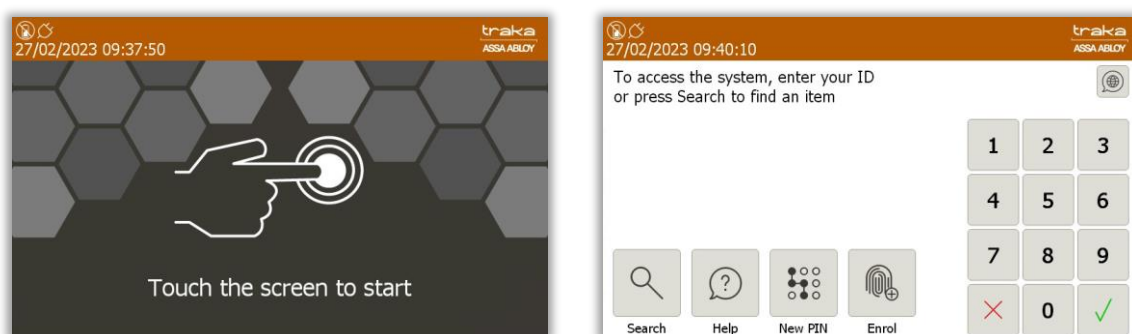 traka
27/02/2023 09:37:50
ASSA ABLOY
Touch the screen to start
traka
27/02/2023 09:40:10
ASSA ABLOY
To access the system, enter your ID
or press Search to find an item
1 2 3
4 5 6
7 8 9
0
Search Help New PIN Enrol